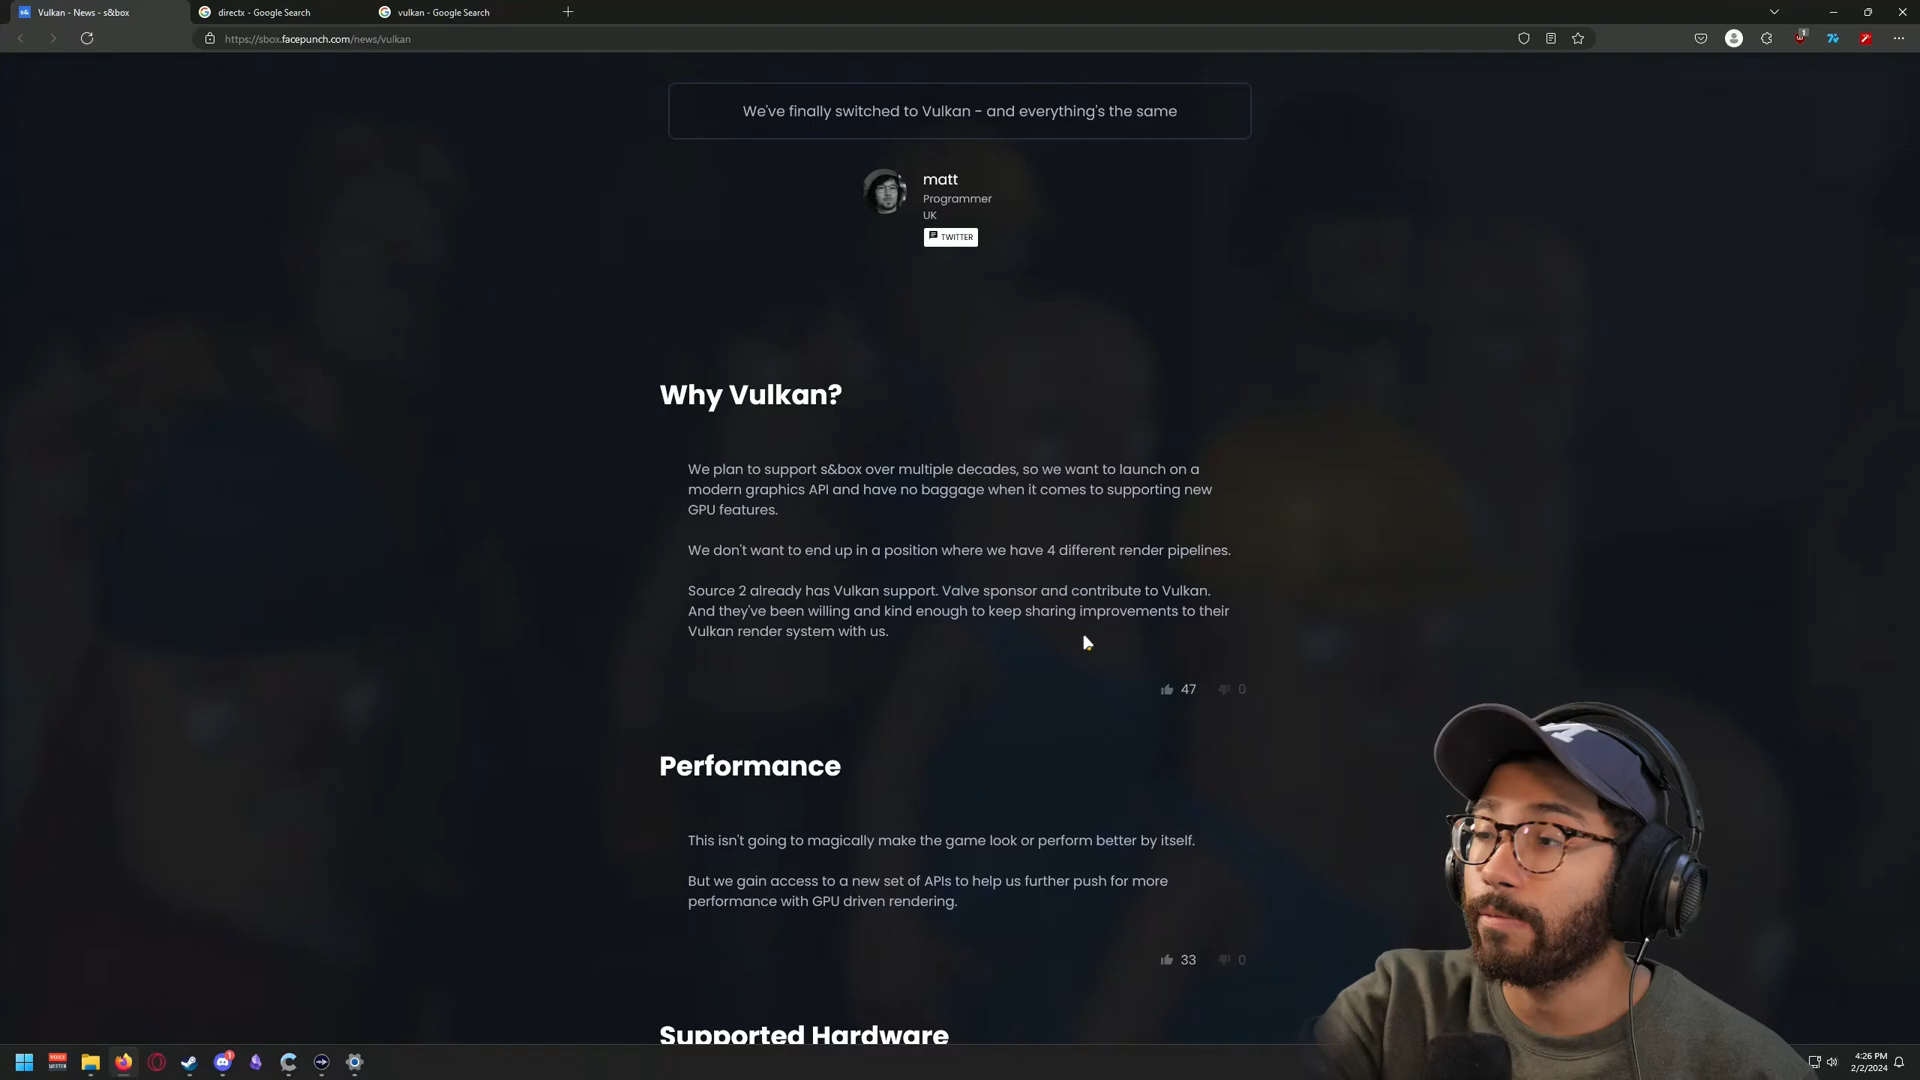 Vulkan - News - s&box
directx - Google Search
vulkan - Google Search
https://sbox.facepunch.com/news/vulkan
1
We've finally switched to Vulkan - and everything's the same
matt
Programmer
UK
TWITTER
Why Vulkan?
We plan to support s&box over multiple decades, so we want to launch on a
modern graphics API and have no baggage when it comes to supporting new
GPU features.
We don't want to end up in a position where we have 4 different render pipelines.
Source 2 already has Vulkan support. Valve sponsor and contribute to Vulkan.
And they've been willing and kind enough to keep sharing improvements to their
Vulkan render system with us.
47 0
Performance
This isn't going to magically make the game look or perform better by itself.
But we gain access to a new set of APIs to help us further push for more
performance with GPU driven rendering.
33 0
Supported Hardware
1
4:26 PM
2/2/2024